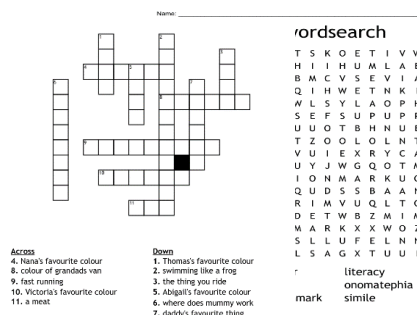 Name:
ordsearch
T S K O E T I V
H I I H U M L A
B M C V S E V I
Q I H W E T N K
W L S Y L A O P
S E F S U P U P
U U O T B H N U
T Z O O L O L N
V U I E X R Y C
U Y J W G Q O T
I O N M A R K U
Q U D S S B A A
R I M V U Q L T
D E T W B Z M I
M A R K X X W O
S L L U F E L N
L S A G X T U U
Across
4. Nana's favourite colour
8. colour of grandads van
9. fast running
10. Victoria's favourite colour
11. a meat
Down
1. Thomas's favourite colour
2. swimming like a frog
3. the thing you ride
5. Abigail's favourite colour
6. where does mummy work
7. daddy's favourite thing
r
literacy
onomatephia
mark
simile